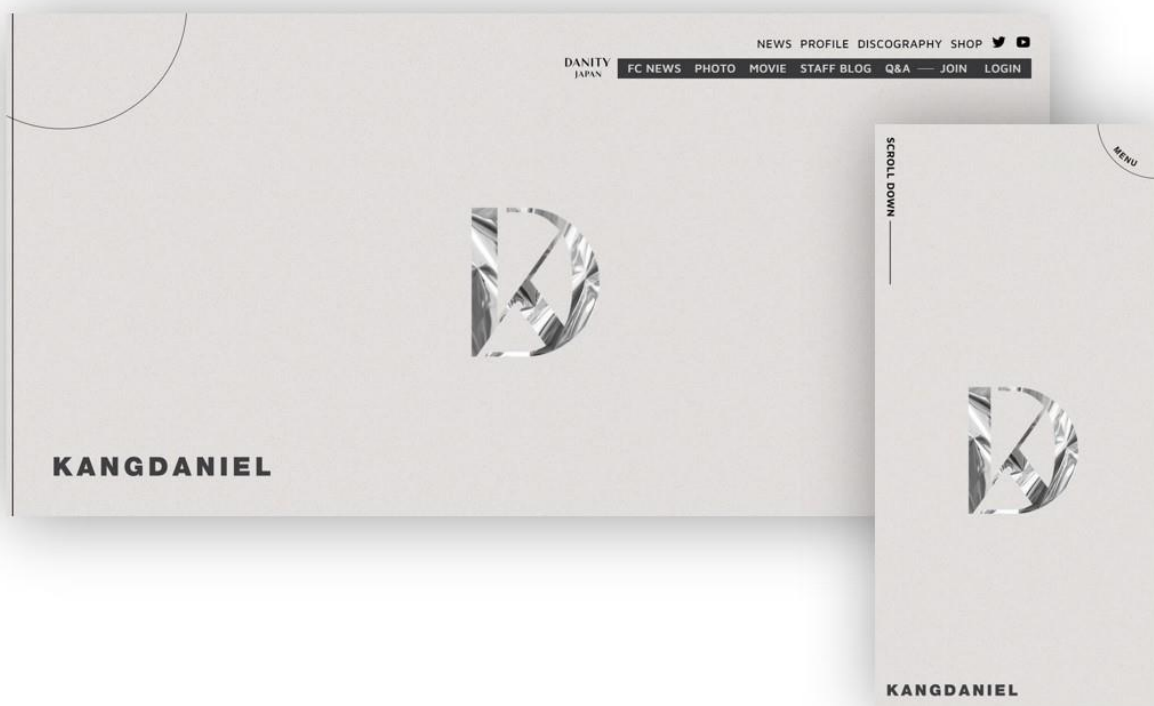 NEWS PROFILE DISCOGRAPHY SHOP
DANITY
JAPAN
FC NEWS PHOTO MOVIE STAFF BLOG Q&A — JOIN LOGIN
KANGDANIEL
SCROLL DOWN
MENU
KANGDANIEL